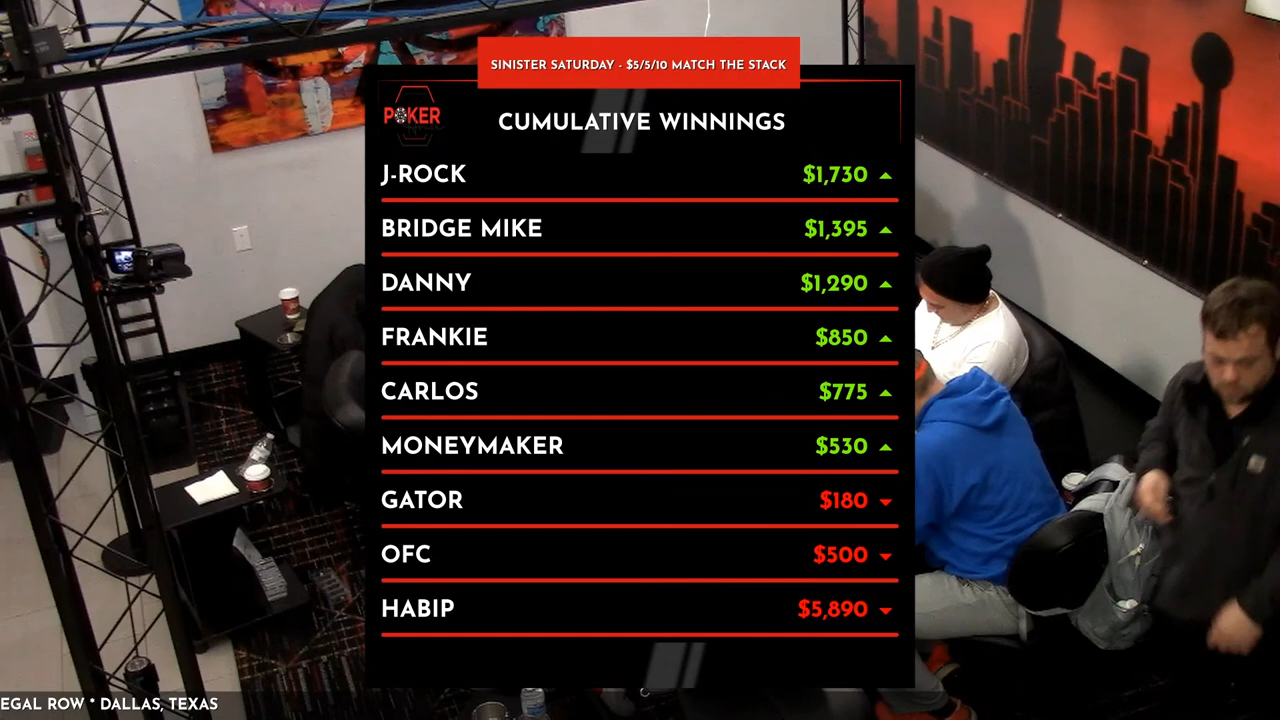 SINISTER SATURDAY - $5/5/10 MATCH THE STACK
POKER
CUMULATIVE WINNINGS
J-ROCK $1,730
BRIDGE MIKE $1,395
DANNY $1,290
FRANKIE $850
CARLOS $775
MONEYMAKER $530
GATOR $180
OFC $500
HABIP $5,890
EGAL ROW * DALLAS, TEXAS